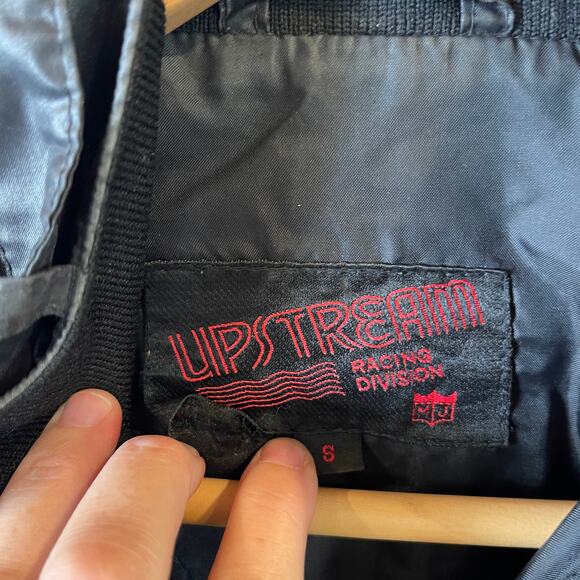 UPSTREAM
RACING
DIVISION
MJ
S